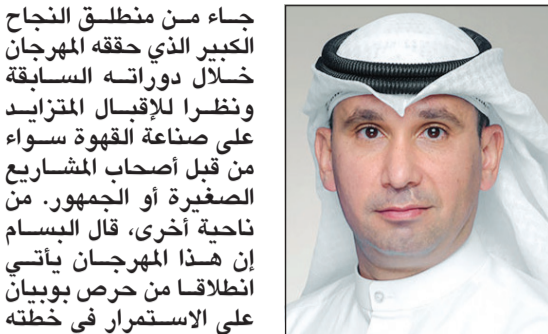 جاء من منطلق النجاح
الكبير الذي حققه المهرجان
خلال دوراته السابقة
ونظرا للإقبال المتزايد
على صناعة القهوة سواء
من قبل أصحاب المشاريع
الصغيرة أو الجمهور. من
ناحية أخرى، قال البسام
إن هذا المهرجان يأتي
انطلاقا من حرص بوبيان
على الاستمرار في خطته